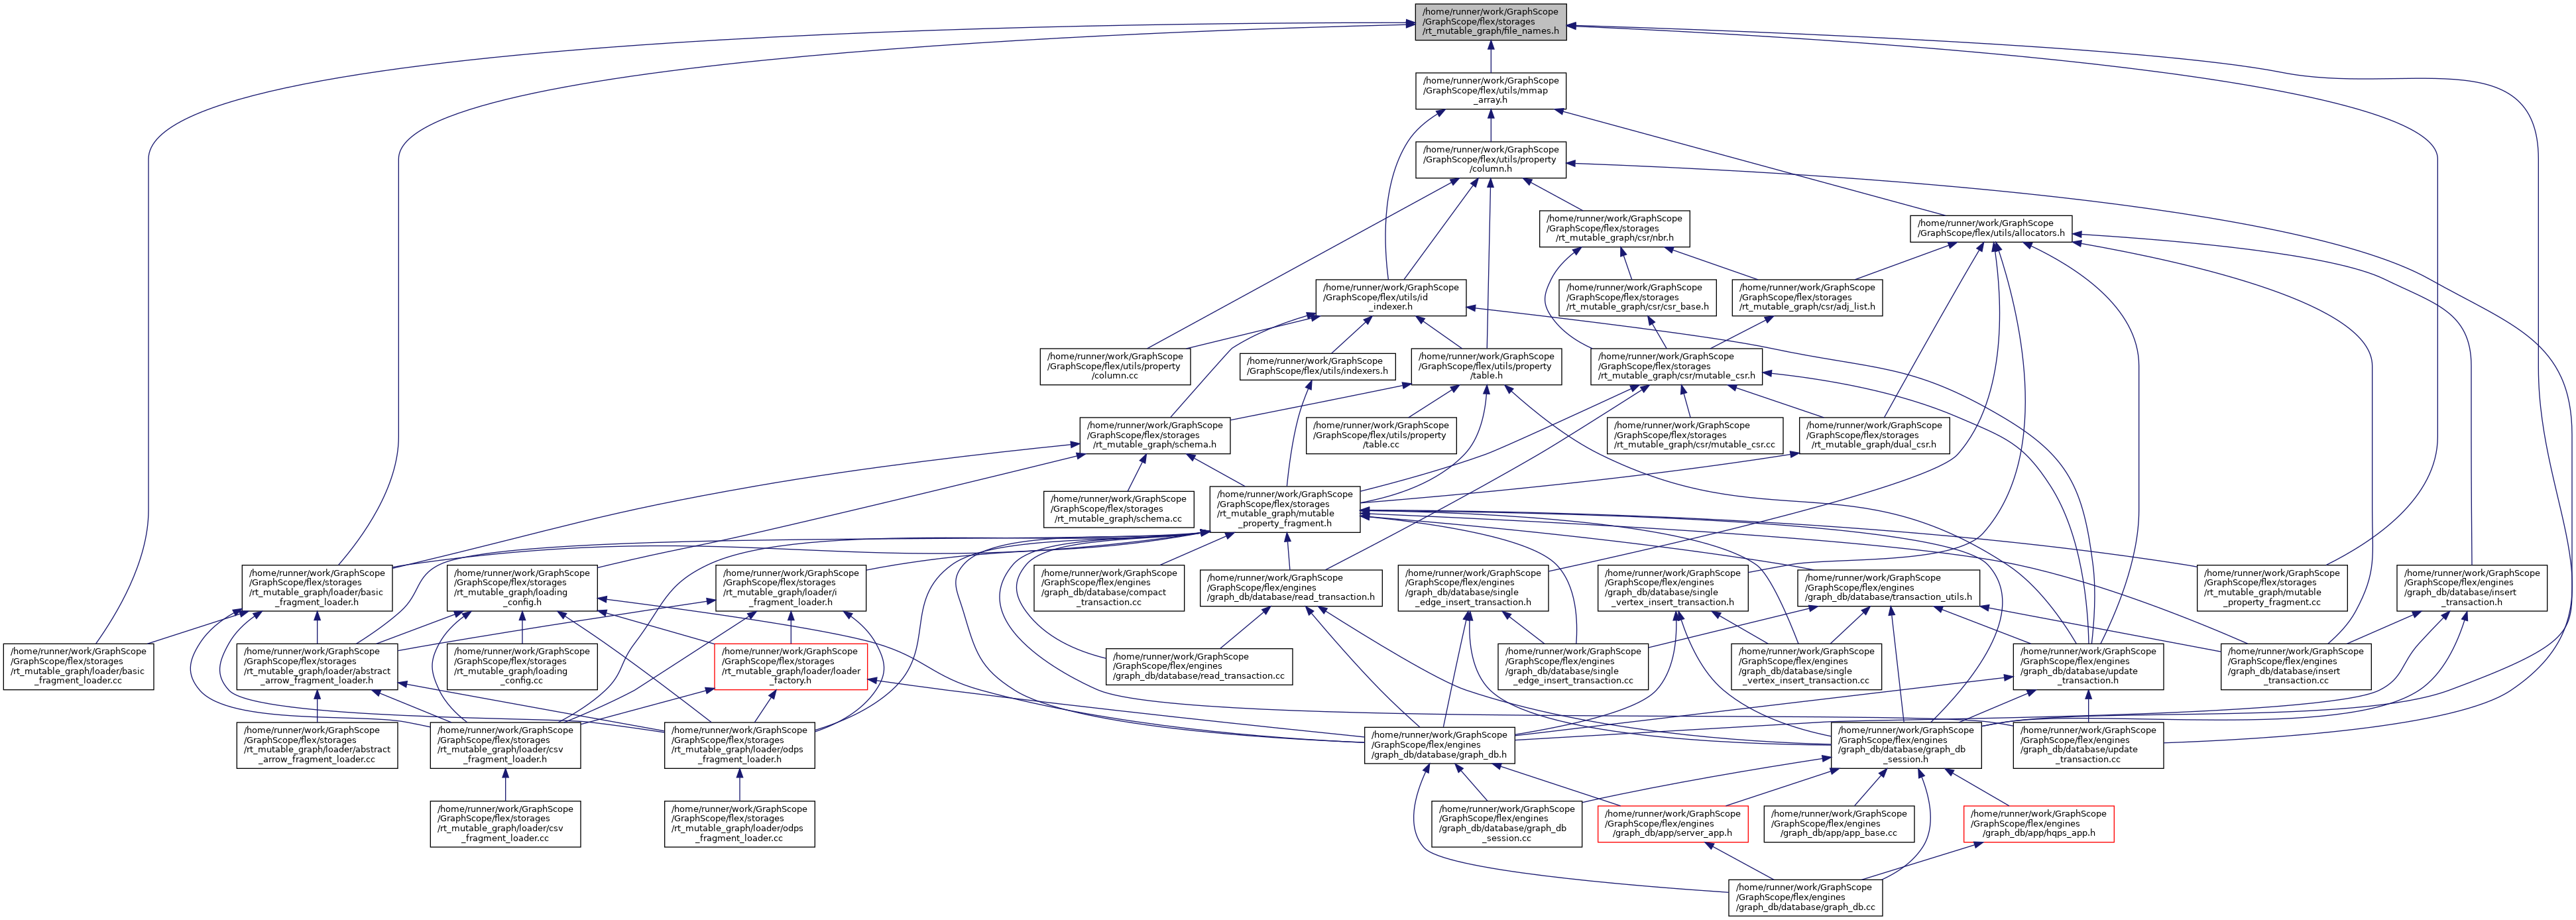 /home/runner/work/GraphScope
/GraphScope/flex/storages
/rt_mutable_graph/file_names.h
/home/runner/work/GraphScope
/GraphScope/flex/utils/mmap
_array.h
/home/runner/work/GraphScope
/GraphScope/flex/utils/property
/column.h
/home/runner/work/GraphScope
/GraphScope/flex/storages
/rt_mutable_graph/csr/nbr.h
/home/runner/work/GraphScope
/GraphScope/flex/utils/allocators.h
/home/runner/work/GraphScope
/GraphScope/flex/utils/id
_indexer.h
/home/runner/work/GraphScope
/GraphScope/flex/storages
/rt_mutable_graph/csr/csr_base.h
/home/runner/work/GraphScope
/GraphScope/flex/storages
/rt_mutable_graph/csr/adj_list.h
/home/runner/work/GraphScope
/GraphScope/flex/utils/property
/column.cc
/home/runner/work/GraphScope
/GraphScope/flex/utils/indexers.h
/home/runner/work/GraphScope
/GraphScope/flex/utils/property
/table.h
/home/runner/work/GraphScope
/GraphScope/flex/storages
/rt_mutable_graph/csr/mutable_csr.h
/home/runner/work/GraphScope
/GraphScope/flex/storages
/rt_mutable_graph/schema.h
/home/runner/work/GraphScope
/GraphScope/flex/utils/property
/table.cc
/home/runner/work/GraphScope
/GraphScope/flex/storages
/rt_mutable_graph/csr/mutable_csr.cc
/home/runner/work/GraphScope
/GraphScope/flex/storages
/rt_mutable_graph/dual_csr.h
/home/runner/work/GraphScope
/GraphScope/flex/storages
/rt_mutable_graph/schema.cc
/home/runner/work/GraphScope
/GraphScope/flex/storages
/rt_mutable_graph/mutable
_property_fragment.h
/home/runner/work/GraphScope
/GraphScope/flex/storages
/rt_mutable_graph/loader/basic
_fragment_loader.h
/home/runner/work/GraphScope
/GraphScope/flex/storages
/rt_mutable_graph/loading
_config.h
/home/runner/work/GraphScope
/GraphScope/flex/storages
/rt_mutable_graph/loader/i
_fragment_loader.h
/home/runner/work/GraphScope
/GraphScope/flex/engines
/graph_db/database/compact
_transaction.cc
/home/runner/work/GraphScope
/GraphScope/flex/engines
/graph_db/database/read_transaction.h
/home/runner/work/GraphScope
/GraphScope/flex/engines
/graph_db/database/single
_edge_insert_transaction.h
/home/runner/work/GraphScope
/GraphScope/flex/engines
/graph_db/database/single
_vertex_insert_transaction.h
/home/runner/work/GraphScope
/GraphScope/flex/engines
/graph_db/database/transaction_utils.h
/home/runner/work/GraphScope
/GraphScope/flex/storages
/rt_mutable_graph/mutable
_property_fragment.cc
/home/runner/work/GraphScope
/GraphScope/flex/engines
/graph_db/database/insert
_transaction.h
/home/runner/work/GraphScope
/GraphScope/flex/storages
/rt_mutable_graph/loader/basic
_fragment_loader.cc
/home/runner/work/GraphScope
/GraphScope/flex/storages
/rt_mutable_graph/loader/abstract
_arrow_fragment_loader.h
/home/runner/work/GraphScope
/GraphScope/flex/storages
/rt_mutable_graph/loading
_config.cc
/home/runner/work/GraphScope
/GraphScope/flex/storages
/rt_mutable_graph/loader/loader
_factory.h
/home/runner/work/GraphScope
/GraphScope/flex/engines
/graph_db/database/read_transaction.cc
/home/runner/work/GraphScope
/GraphScope/flex/engines
/graph_db/database/single
_edge_insert_transaction.cc
/home/runner/work/GraphScope
/GraphScope/flex/engines
/graph_db/database/single
_vertex_insert_transaction.cc
/home/runner/work/GraphScope
/GraphScope/flex/engines
/graph_db/database/update
_transaction.h
/home/runner/work/GraphScope
/GraphScope/flex/engines
/graph_db/database/insert
_transaction.cc
/home/runner/work/GraphScope
/GraphScope/flex/storages
/rt_mutable_graph/loader/abstract
_arrow_fragment_loader.cc
/home/runner/work/GraphScope
/GraphScope/flex/storages
/rt_mutable_graph/loader/csv
_fragment_loader.h
/home/runner/work/GraphScope
/GraphScope/flex/storages
/rt_mutable_graph/loader/odps
_fragment_loader.h
/home/runner/work/GraphScope
/GraphScope/flex/engines
/graph_db/database/graph_db.h
/home/runner/work/GraphScope
/GraphScope/flex/engines
/graph_db/database/graph_db
_session.h
/home/runner/work/GraphScope
/GraphScope/flex/engines
/graph_db/database/update
_transaction.cc
/home/runner/work/GraphScope
/GraphScope/flex/storages
/rt_mutable_graph/loader/csv
_fragment_loader.cc
/home/runner/work/GraphScope
/GraphScope/flex/storages
/rt_mutable_graph/loader/odps
_fragment_loader.cc
/home/runner/work/GraphScope
/GraphScope/flex/engines
/graph_db/database/graph_db
_session.cc
/home/runner/work/GraphScope
/GraphScope/flex/engines
/graph_db/app/server_app.h
/home/runner/work/GraphScope
/GraphScope/flex/engines
/graph_db/app/app_base.cc
/home/runner/work/GraphScope
/GraphScope/flex/engines
/graph_db/app/hqps_app.h
/home/runner/work/GraphScope
/GraphScope/flex/engines
/graph_db/database/graph_db.cc